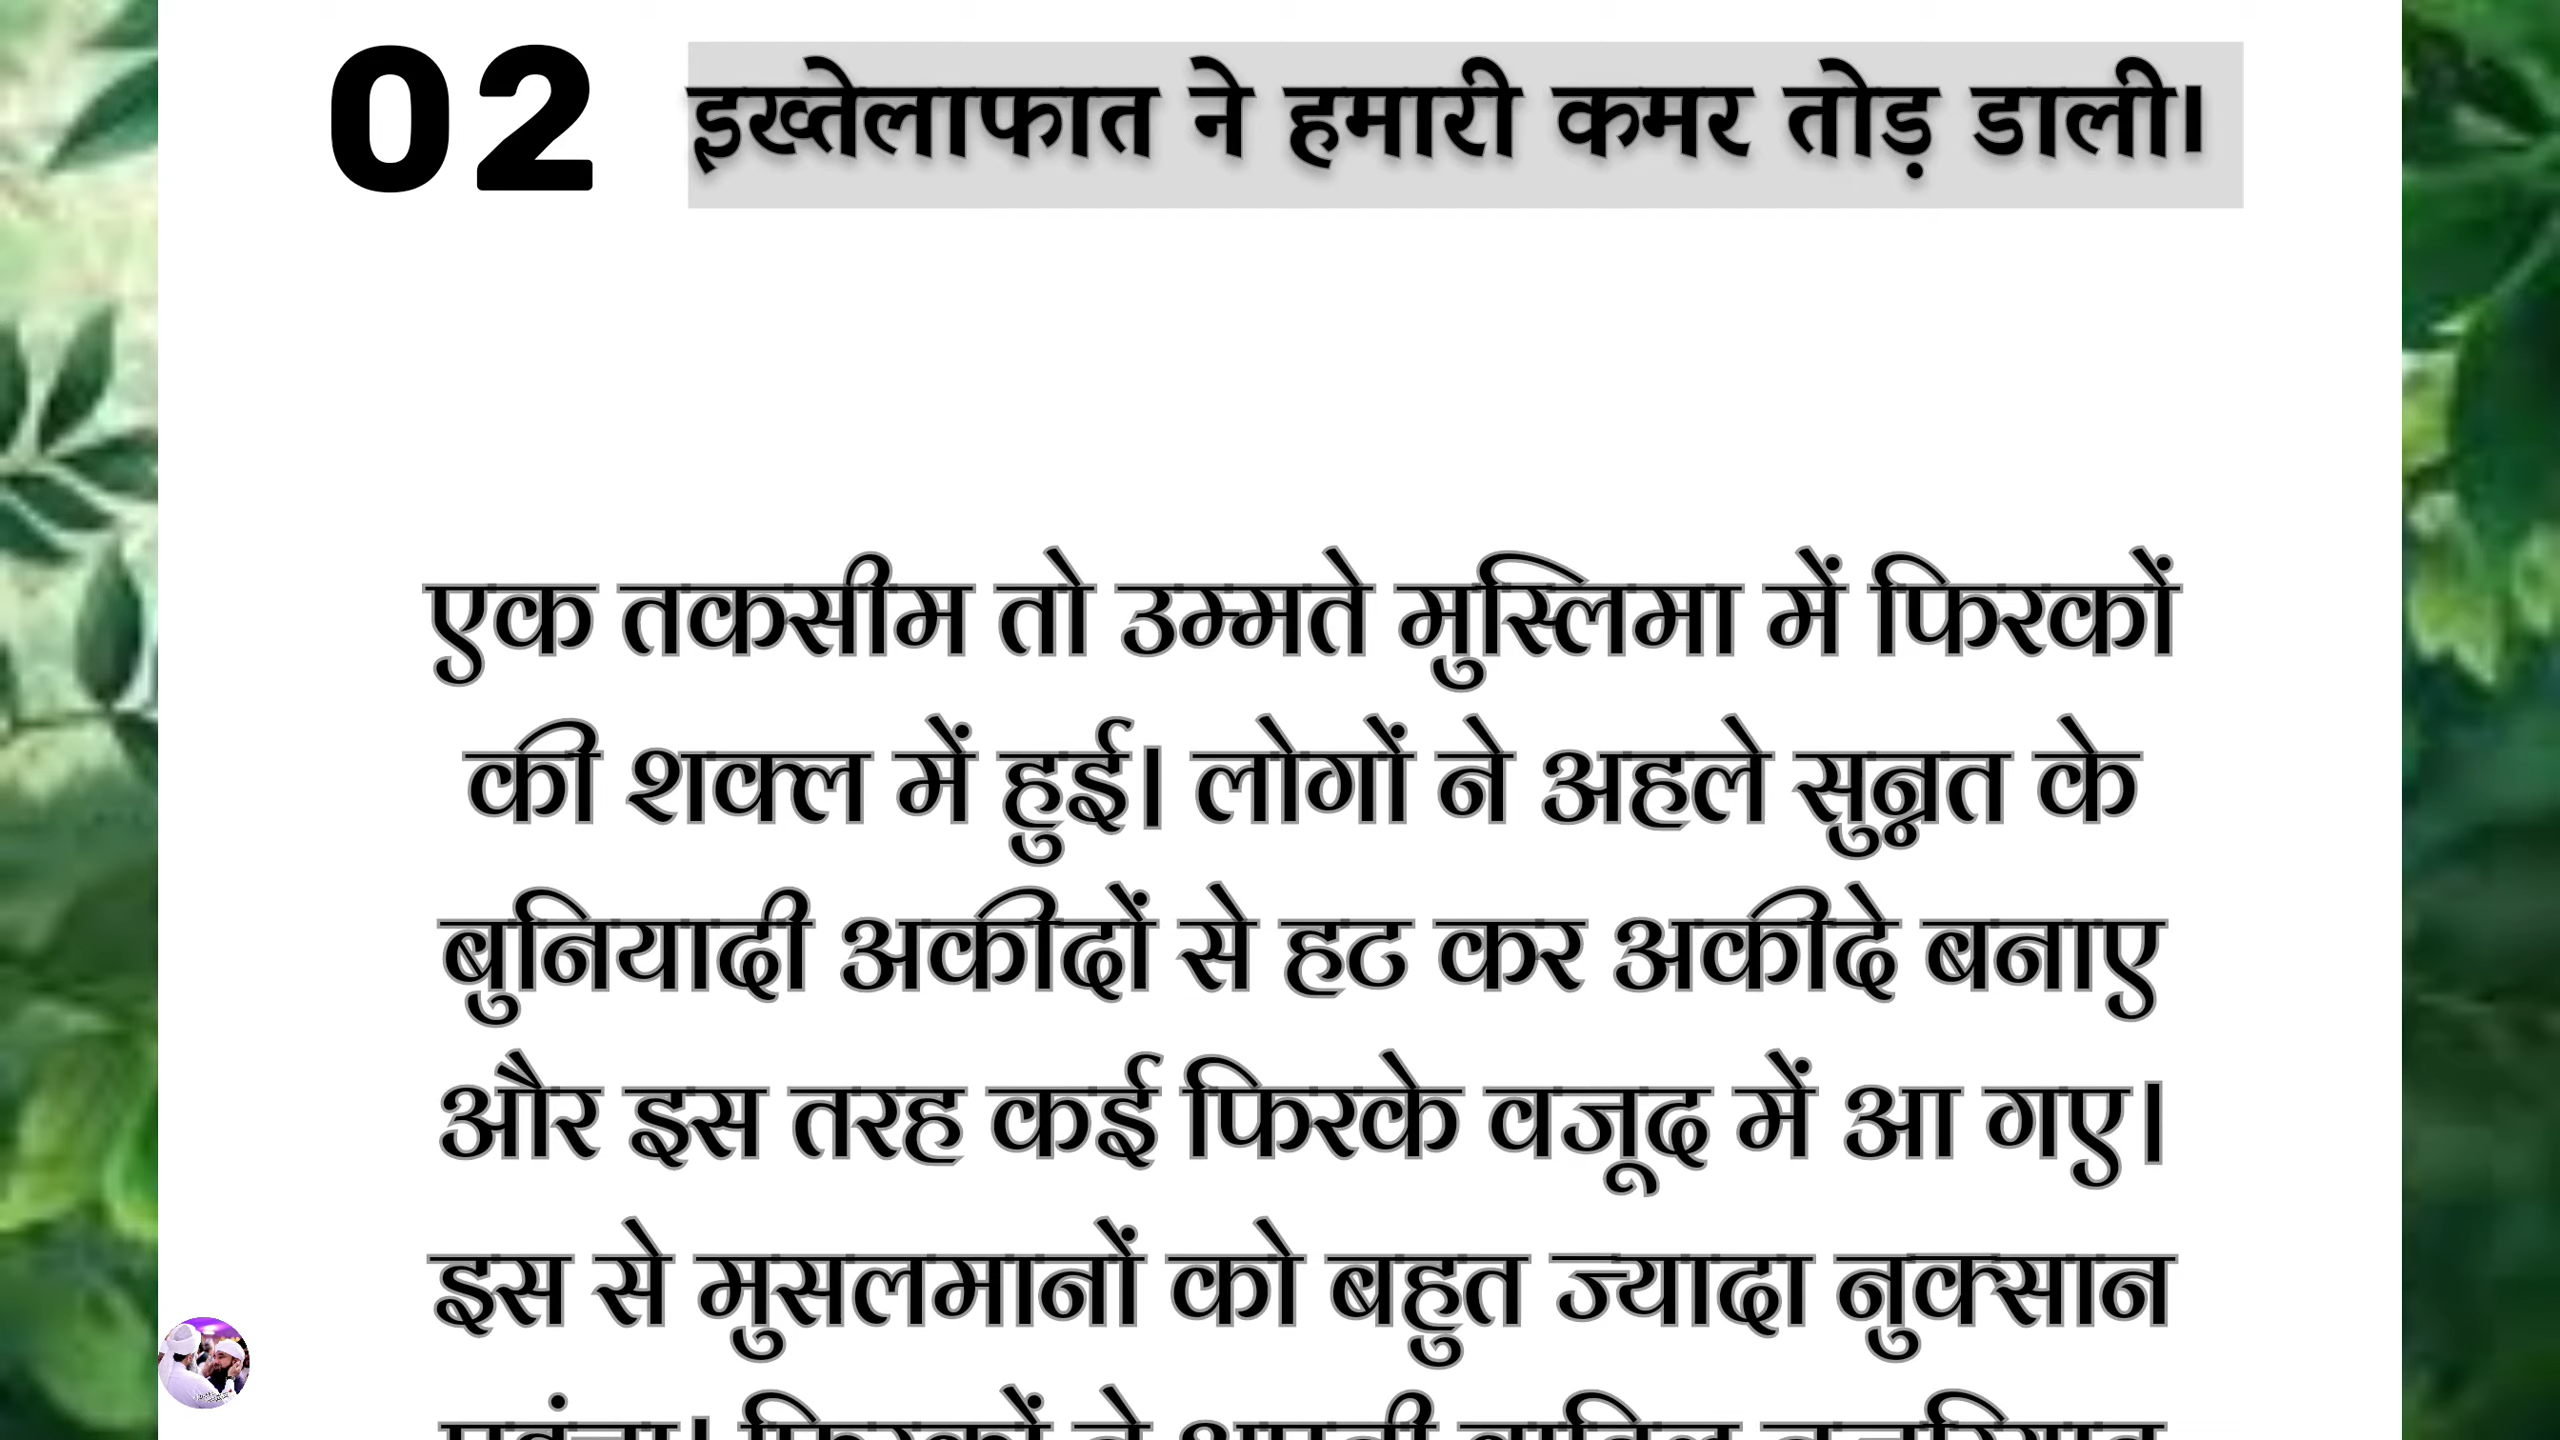 02 इख्तेलाफात ने हमारी कमर तोड़ डाली।
एक तकसीम तो उम्मते मुस्लिमा में फिरकों
की शक्ल में हुई। लोगों ने अहले सुन्नत के
बुनियादी अकीदों से हट कर अकीदे बनाए
और इस तरह कई फिरके वजूद में आ गए।
इस से मुसलमानों को बहुत ज्यादा नुक्सान